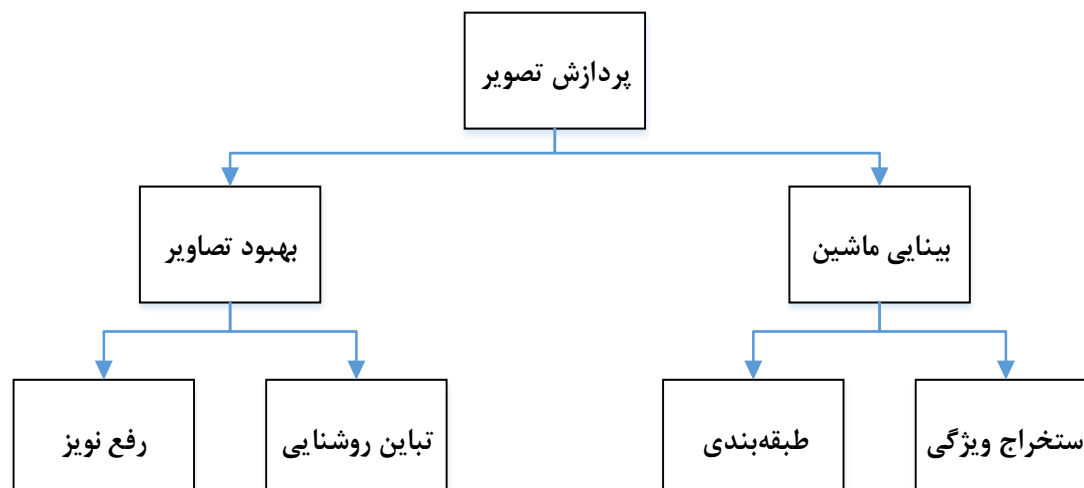 پردازش تصویر
بینایی ماشین
بهبود تصاویر
ستخراج ویژگی
طبقه‌بندی
تباین روشنایی
رفع نویز